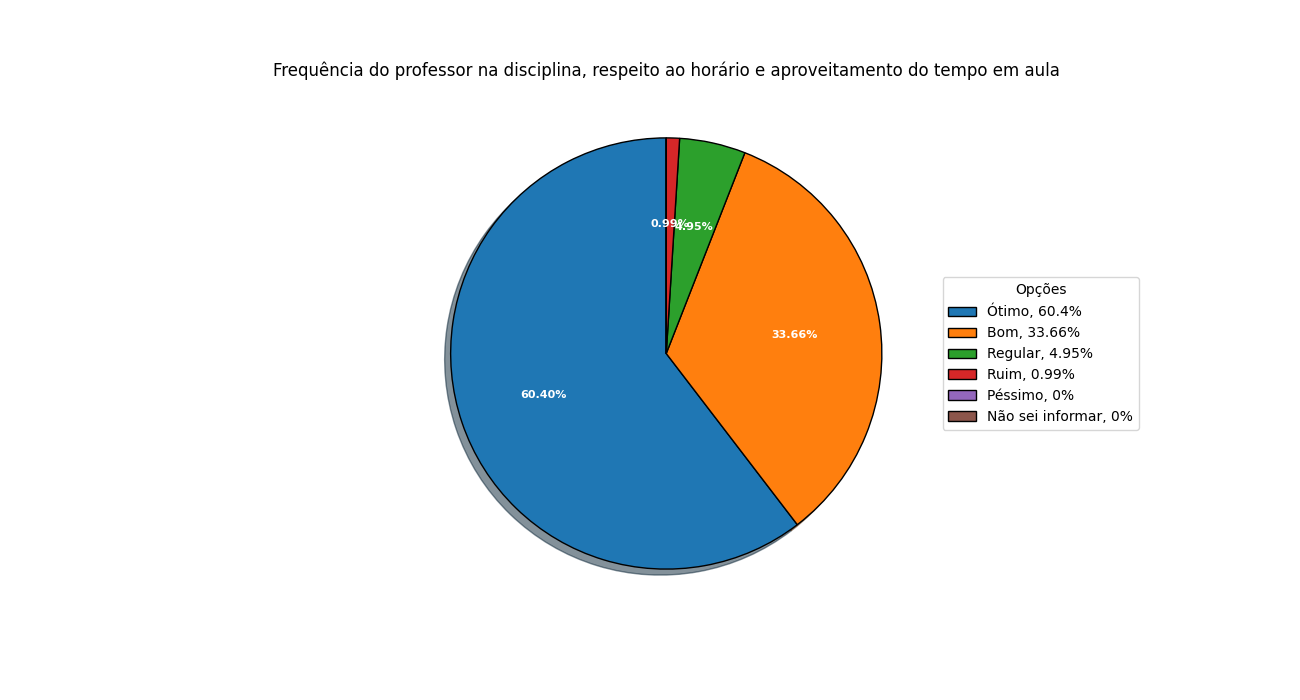 Frequência do professor na disciplina, respeito ao horário e aproveitamento do tempo em aula
0.99%
4.95%
33.66%
60.40%
Opções
Ótimo, 60.4%
Bom, 33.66%
Regular, 4.95%
Ruim, 0.99%
Péssimo, 0%
Não sei informar, 0%